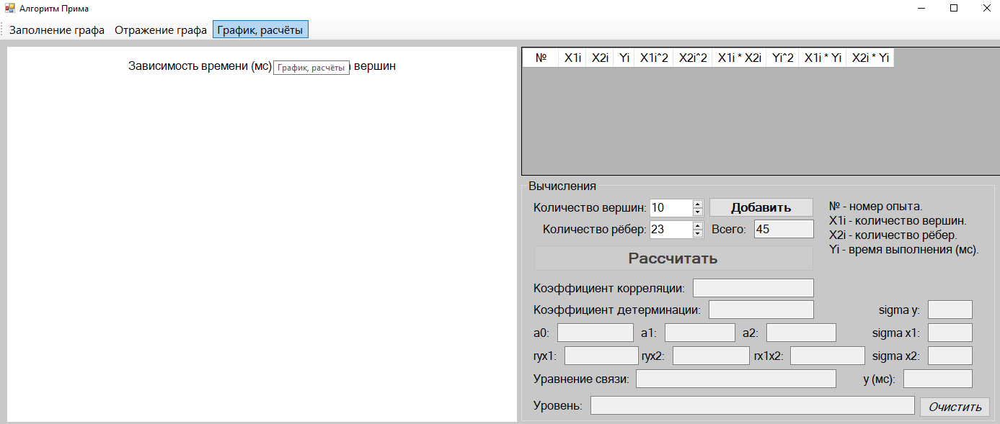 Алгоритм Прима
Заполнение графа Отражение графа График, расчёты
Зависимость времени (мс) График, расчёты вершин
№ X1i X2i Yi X1i^2 X2i^2 X1i * X2i Yi^2 X1i * Yi X2i * Yi
Вычисления
Количество вершин: 10 Добавить
Количество рёбер: 23 Всего: 45
№ - номер опыта.
X1i - количество вершин.
X2i - количество рёбер.
Yi - время выполнения (мс).
Рассчитать
Коэффициент корреляции:
Коэффициент детерминации: sigma y:
a0: a1: a2: sigma x1:
ryx1: ryx2: rx1x2: sigma x2:
Уравнение связи: y (мс):
Уровень: Очистить